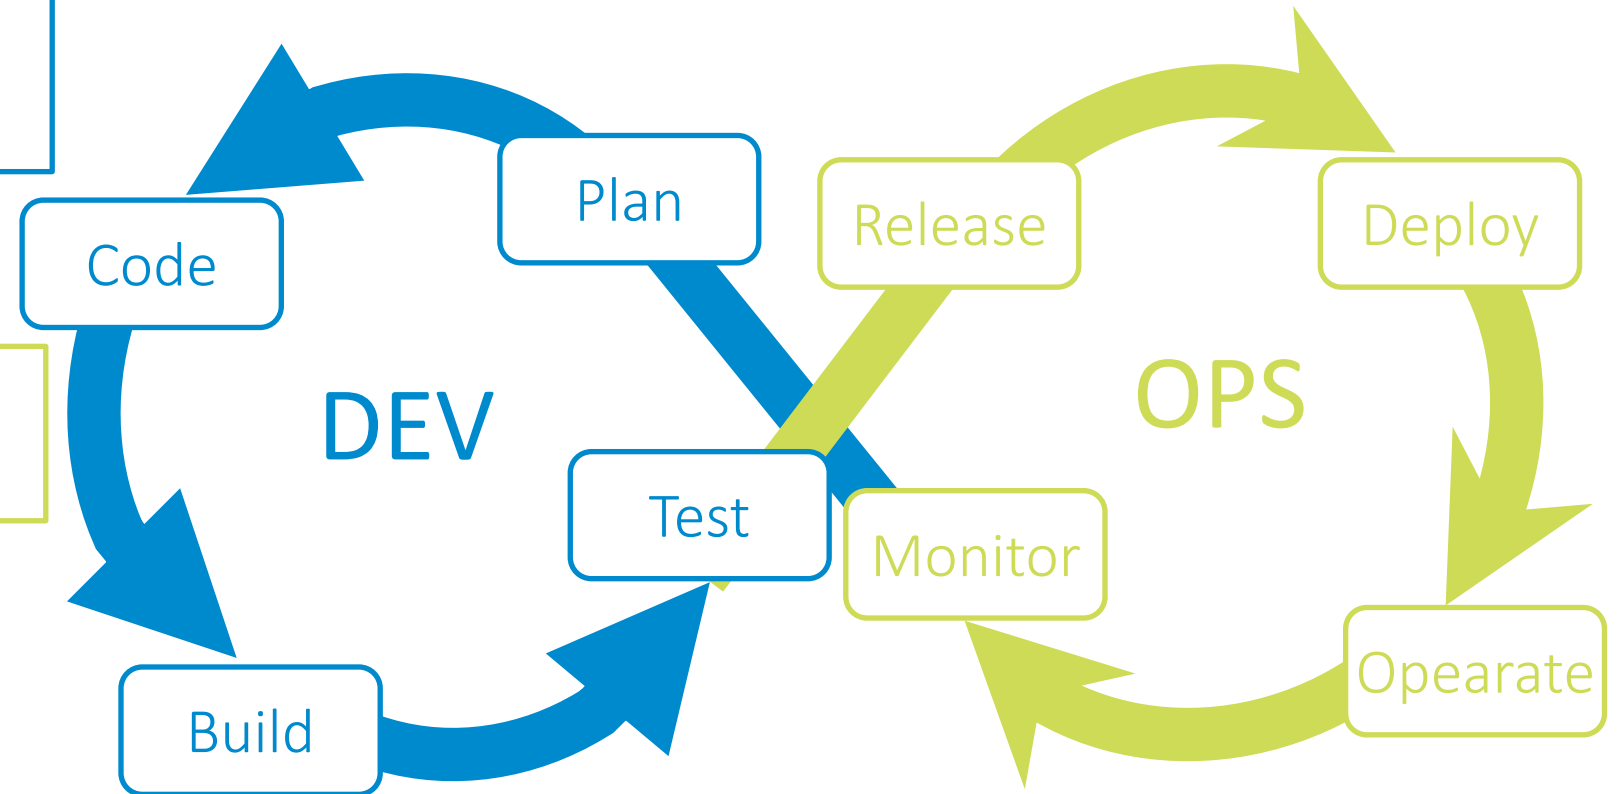 Plan
Code
DEV
Build
Test
Release
Deploy
OPS
Opearate
Monitor